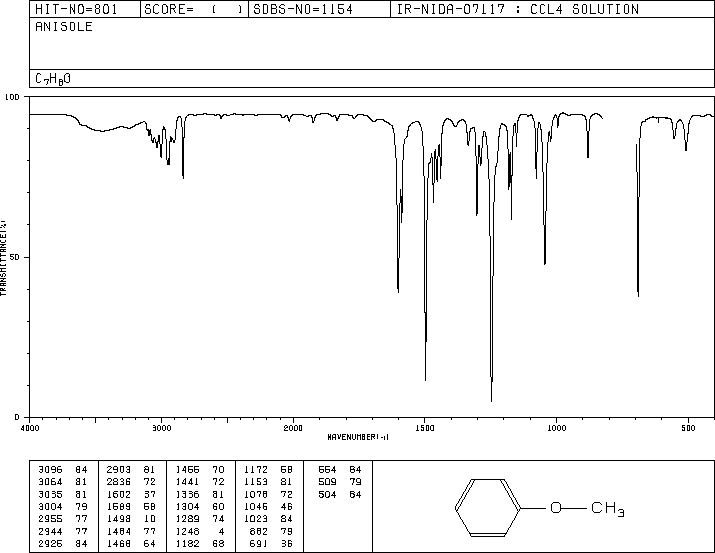 HIT-NO=801 SCORE= ( ) SDBS-NO=1154 IR-NIDA-07117 : CCL4 SOLUTION
ANISOLE
C7H8O
100
50
0
TRANSMITTANCE(%)
4000 3000 2000 1500 1000 500
WAVENUMBER(-1)
3096 84 2903 81 1455 70 1172 58 554 84
3064 81 2836 72 1441 72 1153 81 509 79
3035 81 1602 37 1336 81 1078 72 504 84
3004 79 1589 58 1304 60 1045 46
2955 77 1498 10 1289 74 1023 84
2944 77 1484 77 1248 4 882 79
2925 84 1468 64 1182 68 691 36
O CH3